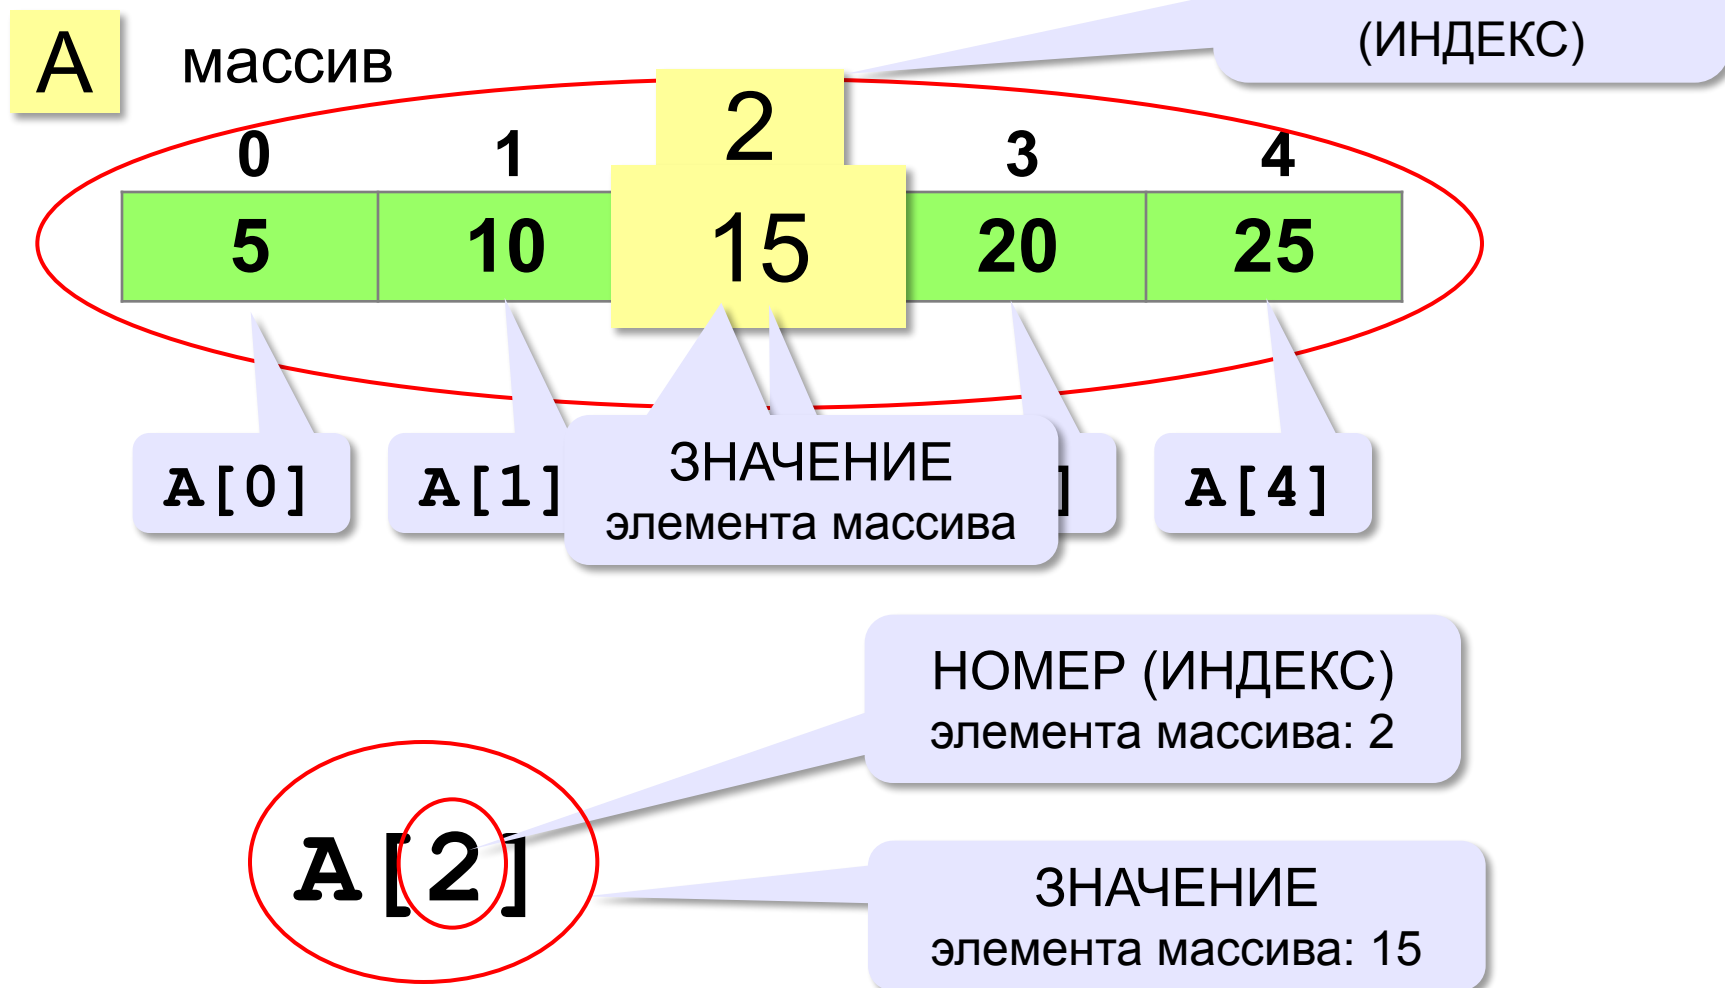 A массив
(ИНДЕКС)
0 1 2 3 4
5 10 15 20 25
A[0] A[1] ] A[4]
ЗНАЧЕНИЕ
элемента массива
НОМЕР (ИНДЕКС)
элемента массива: 2
A[2]
ЗНАЧЕНИЕ
элемента массива: 15